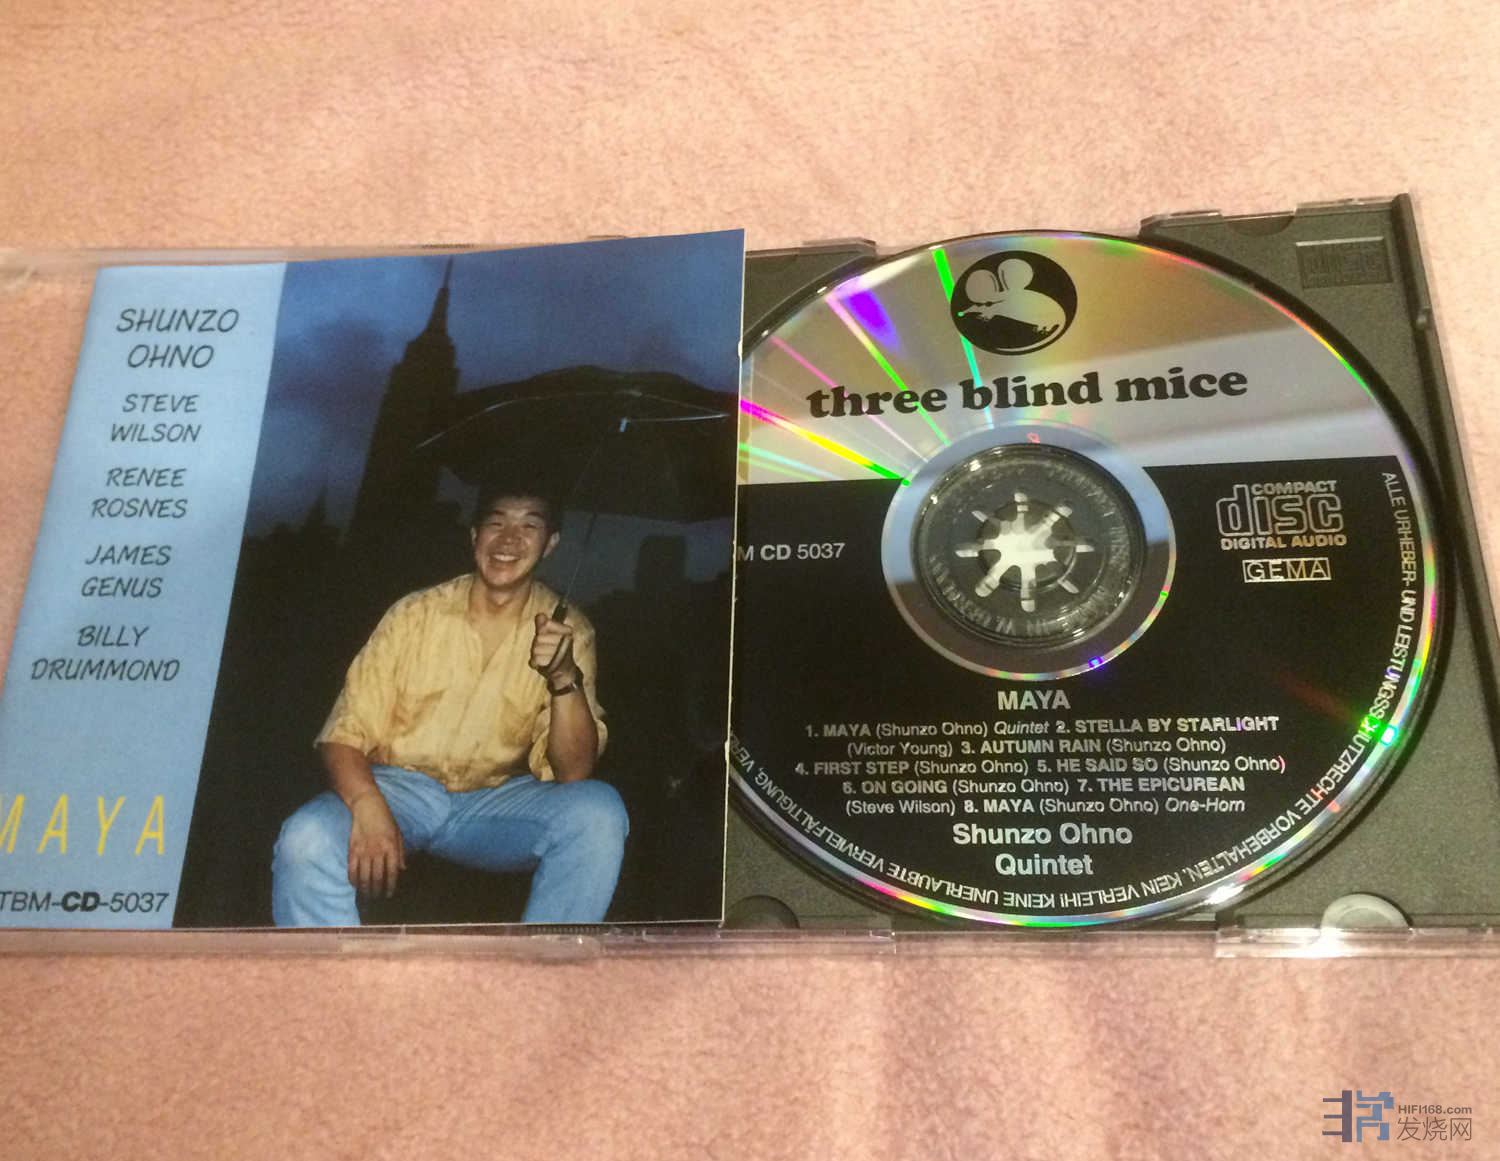 SHUNZO
OHNO
STEVE
WILSON
RENEE
ROSNES
JAMES
GENUS
BILLY
DRUMMOND
MAYA
TBM-CD-5037
three blind mice
M CD 5037
COMPACT
disc
DIGITAL AUDIO
GEMA
MAYA
1. MAYA (Shunzo Ohno) Quintet 2. STELLA BY STARLIGHT
(Victor Young) 3. AUTUMN RAIN (Shunzo Ohno)
4. FIRST STEP (Shunzo Ohno) 5. HE SAID SO (Shunzo Ohno)
6. ON GOING (Shunzo Ohno) 7. THE EPICUREAN
(Steve Wilson) 8. MAYA (Shunzo Ohno) One-Horn
Shunzo Ohno
Quintet
ALLE URHEBER- UND LEISTUNGSSCHUTZRECHTE VORBEHALTEN. KEIN VERLEIH! KEINE UNERLAUBTE VERVIELFÄLTIGUNG,
HIFI168.com
发烧网